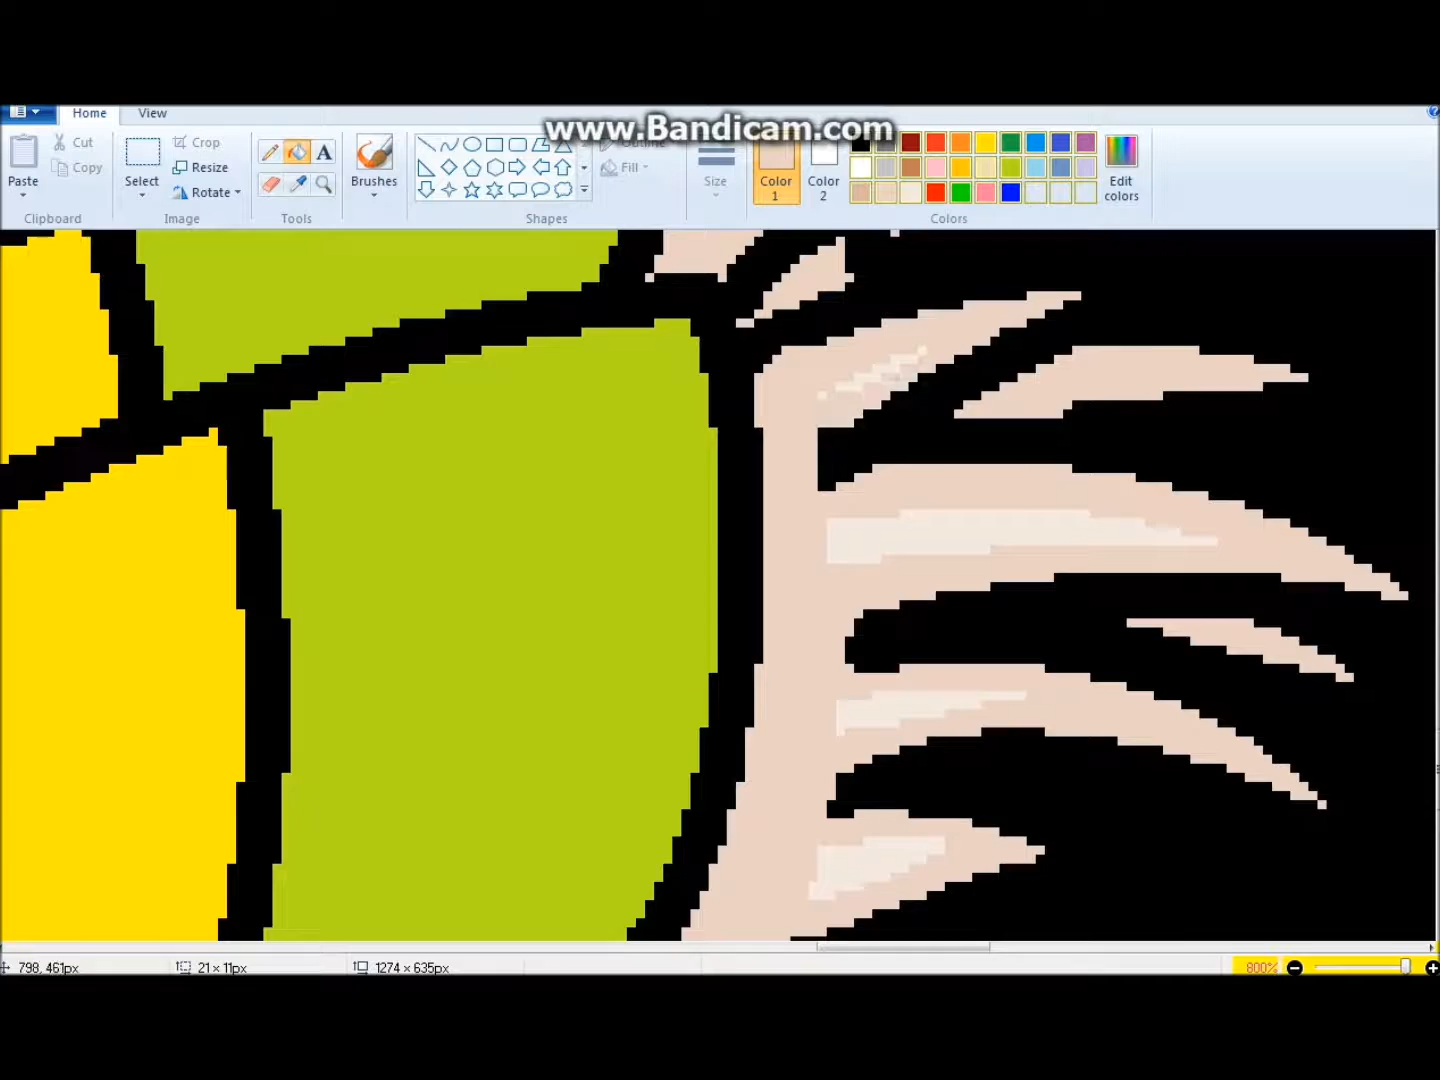 Home View
www.Bandicam.com
Cut
Copy
Paste
Clipboard
Select
Crop
Resize
Rotate
Image
A
Tools
Brushes
Outline
Fill
Shapes
Size
Color 1
Color 2
Colors
Edit colors
798, 461px
21 × 11px
1274 × 635px
800%